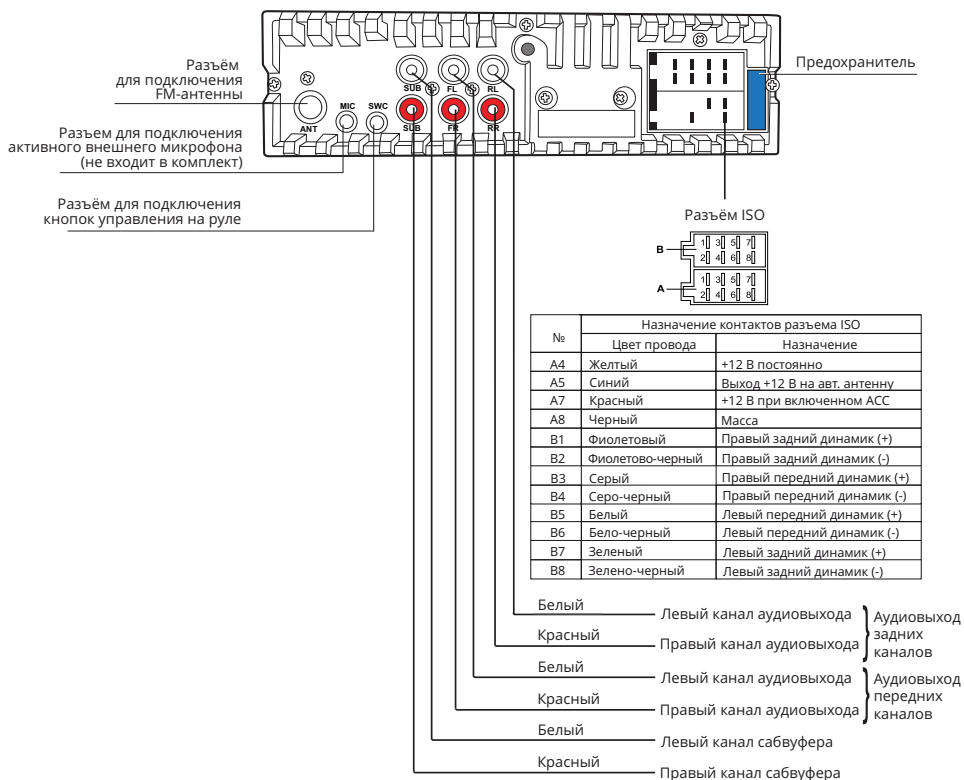 Разъём
для подключения
FM-антенны
Разъем для подключения
активного внешнего микрофона
(не входит в комплект)
Разъём для подключения
кнопок управления на руле
ANT
MIC
SWC
SUB
FL
RL
SUB
FR
RR
Предохранитель
Разъём ISO
B
1 3 5 7
2 4 6 8
A
1 3 5 7
2 4 6 8
№ Назначение контактов разъема ISO
Цвет провода Назначение
A4 Желтый +12 В постоянно
A5 Синий Выход +12 В на авт. антенну
A7 Красный +12 В при включенном АСС
A8 Черный Масса
B1 Фиолетовый Правый задний динамик (+)
B2 Фиолетово-черный Правый задний динамик (-)
B3 Серый Правый передний динамик (+)
B4 Серо-черный Правый передний динамик (-)
B5 Белый Левый передний динамик (+)
B6 Бело-черный Левый передний динамик (-)
B7 Зеленый Левый задний динамик (+)
B8 Зелено-черный Левый задний динамик (-)
Белый Левый канал аудиовыхода
Красный Правый канал аудиовыхода
Аудиовыход
задних
каналов
Белый Левый канал аудиовыхода
Красный Правый канал аудиовыхода
Аудиовыход
передних
каналов
Белый Левый канал сабвуфера
Красный Правый канал сабвуфера